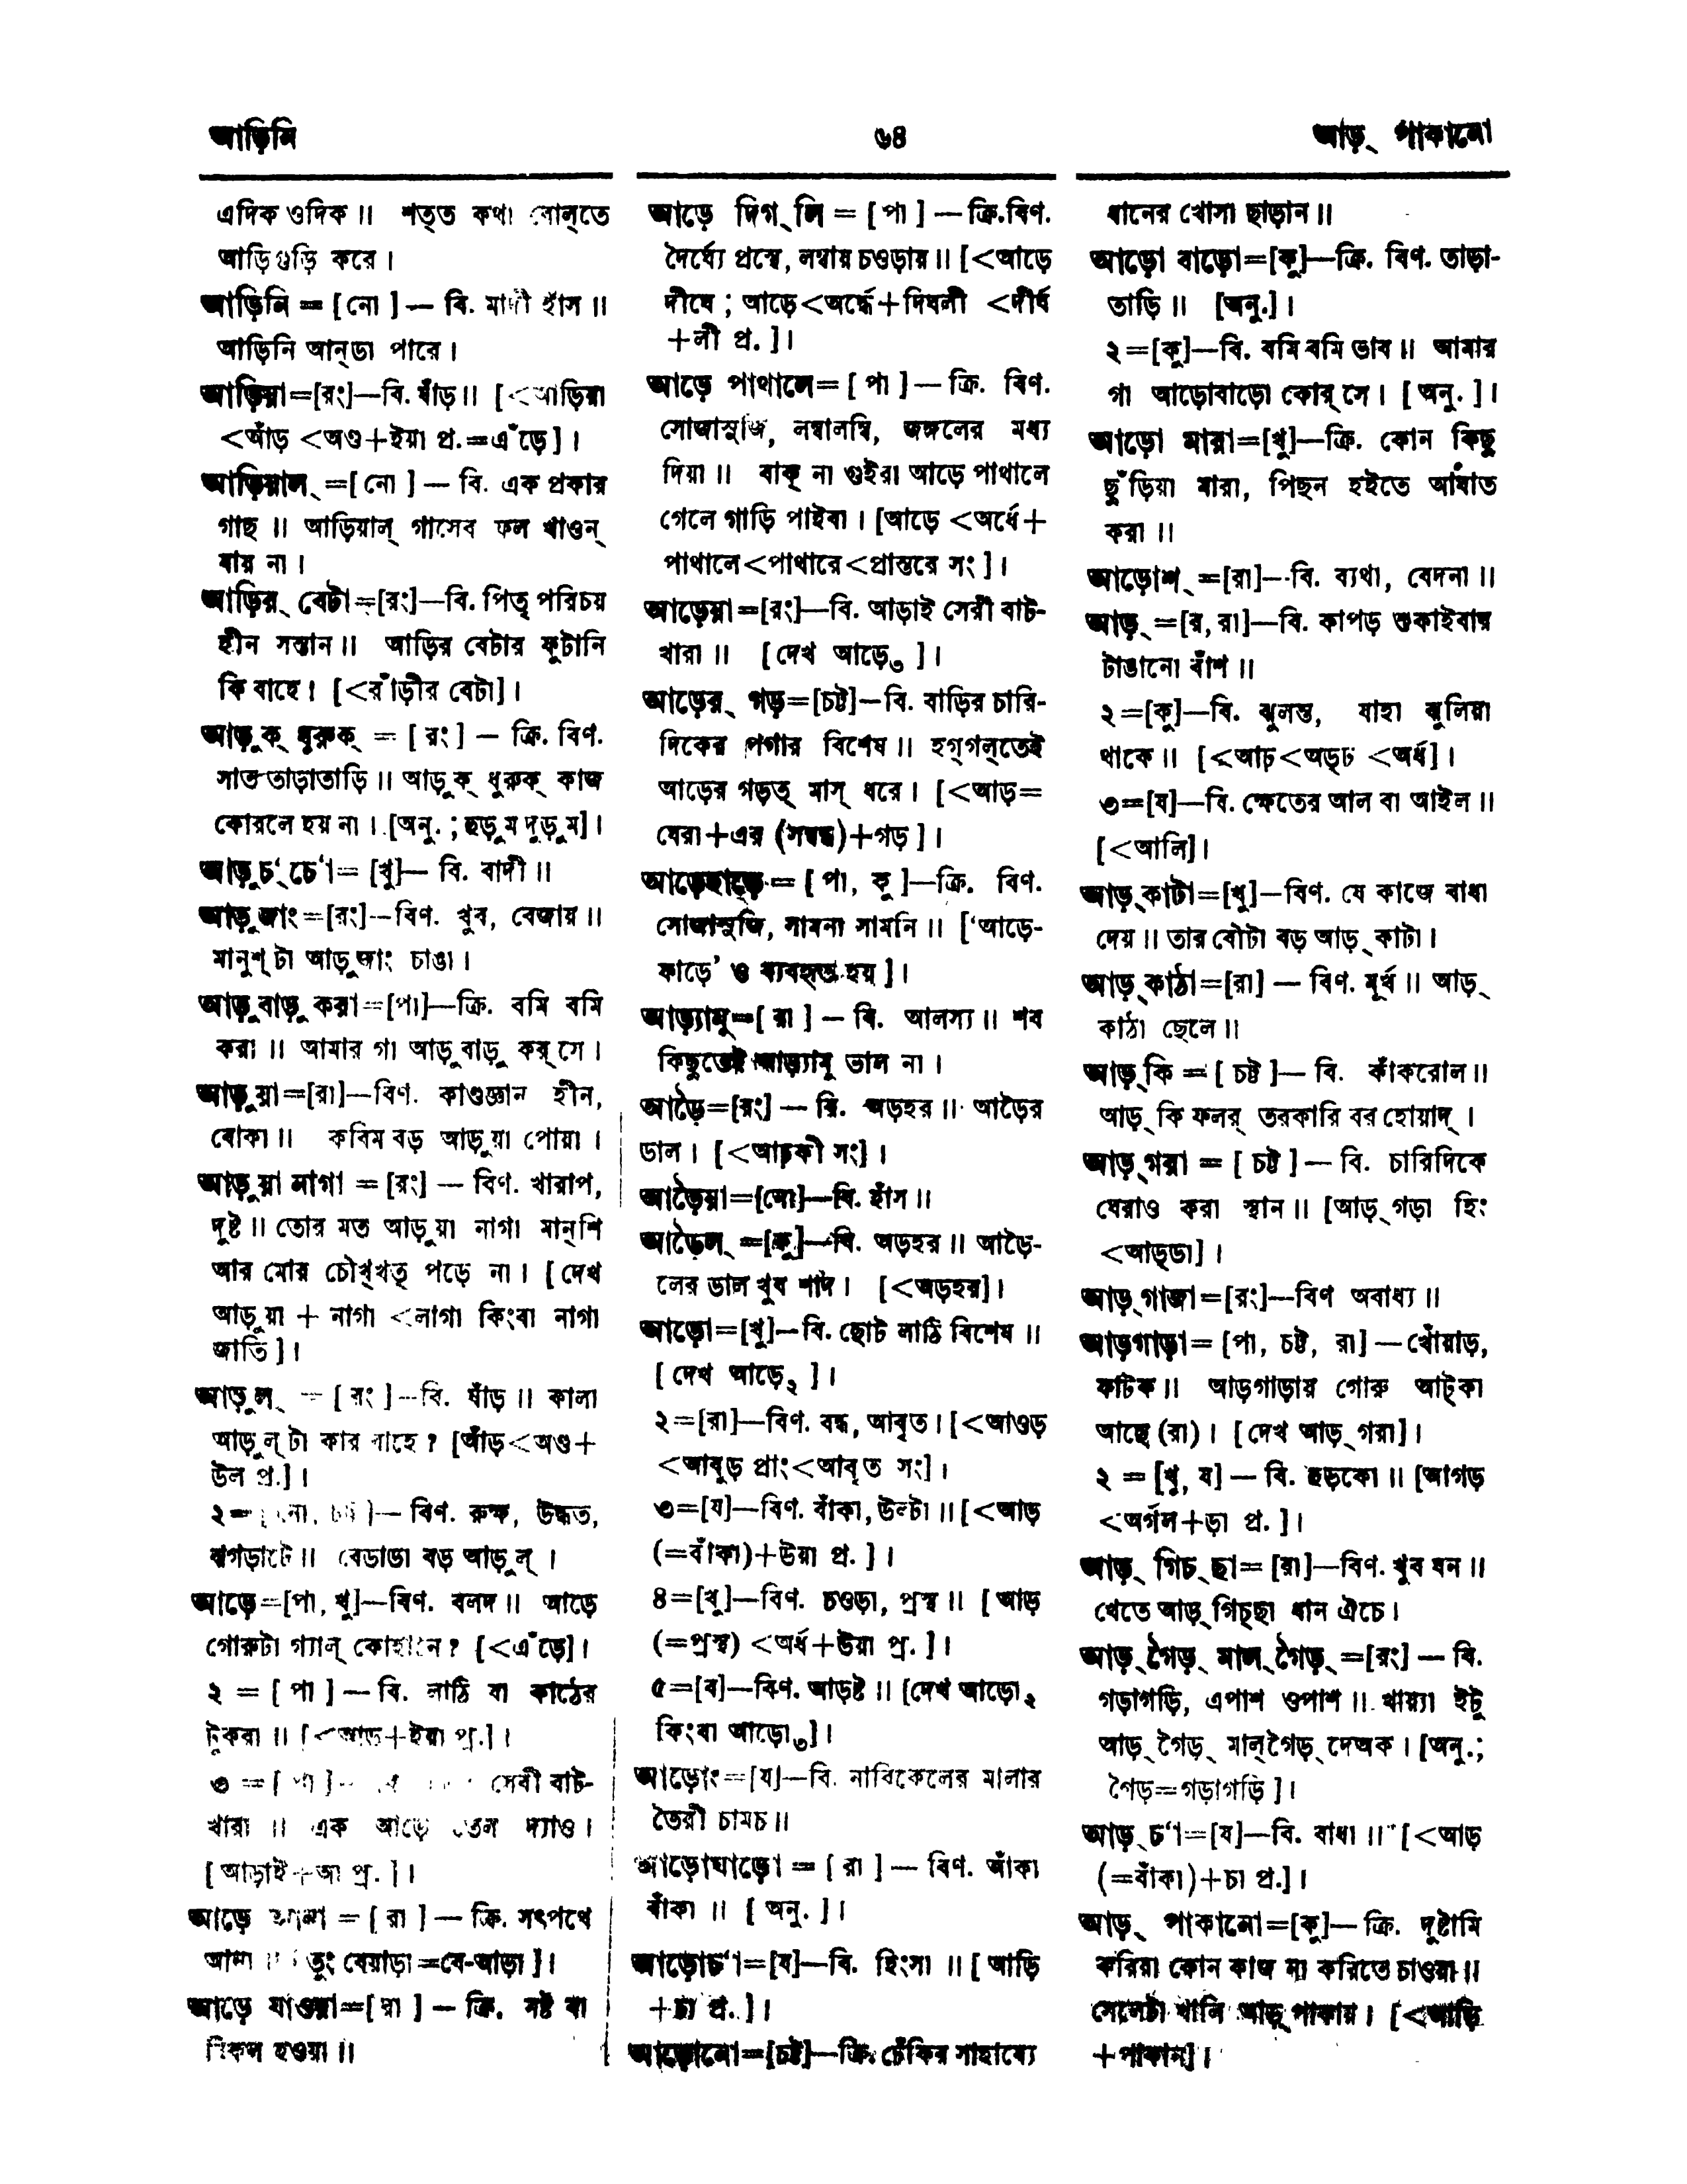 আড়িনি
৬৪
আড়্ পাকানো
এদিক ওদিক ॥ শত্ত কথা বোল্তে
আড়িগুড়ি করে ।
আড়িনি = [ নো ] — বি. মাদী হাঁস ॥
আড়িনি আন্ডা পারে ।
আড়িয়া=[রং]—বি. ষাঁড় ॥ [<আড়িয়া
<আঁড় <অণ্ড+ইয়া প্র.=এঁড়ে] ।
আড়িয়াল্ =[ নো ] — বি. এক প্রকার
গাছ ॥ আড়িয়াল্ গাসের ফল খাওন্
যায় না ।
আড়ির্ বেটা=[রং]—বি. পিতৃ পরিচয়
হীন সন্তান ॥ আড়ির বেটার ফুটানি
কি বাহে ! [<রাঁড়ীর বেটা] ।
আড়ুক্ ধুরুক্ = [ রং ] — ক্রি. বিণ.
সাত-তাড়াতাড়ি ॥ আড়ুক্ ধুরুক্ কাজ
কোরলে হয় না । [অনু. ; হুড়ুম দুড়ুম] ।
আড়ুচ্‘চে‘া= [খু]— বি. বাদী ॥
আড়ুজাং=[রং]—বিণ. খুব, বেজায় ॥
মানুশ্ টা আড়ুজাং চাঙা ।
আড়ুবাড়ু করা=[পা]—ক্রি. বমি বমি
করা ॥ আমার গা আড়ুবাড়ু কর্ সে ।
আড়ুয়া=[রা]—বিণ. কাণ্ডজ্ঞান হীন,
বোকা ॥ কবিম বড় আড়ুয়া পোয়া ।
আড়ুয়া নাগা = [রং] — বিণ. খারাপ,
দুষ্ট ॥ তোর মত আড়ুয়া নাগা মান্শি
আর মোর চৌখ্খত্ পড়ে না । [ দেখ
আড়ুয়া + নাগা <লাগা কিংবা নাগা
জাতি ] ।
আড়ুল্ = [ রং ]—বি. ষাঁড় ॥ কালা
আড়ুল্ টা কার বাহে ? [আঁড়<অণ্ড+
উল প্র.] ।
২= [নো, চট্ট]— বিণ. রুক্ষ, উদ্ধত,
ঝগড়াটে ॥ বেডাডা বড় আড়ুল্ ।
আড়ে=[পা, খু]—বিণ. বলদ ॥ আড়ে
গোরুটা গ্যাল্ কোহানে ? [<এঁড়ে] ।
২ = [ পা ] — বি. লাঠি বা কাঠের
টুকরা ॥ [<আড়+ইয়া প্র.] ।
৩ = [ পা ] সেরী বাট-
খারা ॥ এক আড়ে তেল দ্যাও ।
[ আড়াই+আ প্র. ] ।
আড়ে আনা = [ রা ] — ক্রি. সৎপথে
আনা ॥ তুং বেয়াড়া=বে-আড়া ] ।
আড়ে যাওয়া=[ রা ] — ক্রি. নষ্ট বা
বিকল হওয়া ॥
আড়ে দিগ্ লি = [ পা ] — ক্রি.বিণ.
দৈর্ঘ্যে প্রস্থে, লম্বায় চওড়ায় ॥ [<আড়ে
দীঘে ; আড়ে<অর্দ্ধে+দিঘলী <দীর্ঘ
+লী প্র. ] ।
আড়ে পাথালে= [ পা ] — ক্রি. বিণ.
সোজাসুজি, লম্বালম্বি, জঙ্গলের মধ্য
দিয়া ॥ বাক্ না গুইরা আড়ে পাথালে
গেলে গাড়ি পাইবা । [আড়ে <অর্ধে+
পাথালে<পাথারে<প্রান্তরে সং ] ।
আড়েয়া=[রং]—বি. আড়াই সেরী বাট-
খারা ॥ [ দেখ আড়ে৩ ] ।
আড়ের্ গড়=[চট্ট]—বি. বাড়ির চারি-
দিকের পগার বিশেষ ॥ হগ্গল্তেই
আড়ের গড়ত্ মাস্ ধরে । [<আড়=
ঘেরা+এর (সম্বন্ধ)+গড় ] ।
আড়েহাড়ে= [ পা, কু ]—ক্রি. বিণ.
সোজাসুজি, সামনা সামনি ॥ [‘আড়ে-
ফাড়ে’ ও ব্যবহৃত হয় ] ।
আড়্যামু=[ রা ] — বি. আলস্য ॥ শব
কিছুতেই আড়্যামু ভাল না ।
আড়ৈ=[রং] — বি. অড়হর ॥ আড়ৈর
ডাল । [<আঢ়কী সং] ।
আড়ৈয়া=[নো]—বি. হাঁস ॥
আড়ৈল্ =[কু]—বি. অড়হর ॥ আড়ৈ-
লের ডাল খুব শাদ । [<অড়হর] ।
আড়ো=[খু]—বি. ছোট লাঠি বিশেষ ॥
[ দেখ আড়ে২ ] ।
২=[রা]—বিণ. বদ্ধ, আবৃত । [<আওড়
<আবুড় প্রাং<আবৃত সং] ।
৩=[য]—বিণ. বাঁকা, উল্টা ॥ [<আড়
(=বাঁকা)+উয়া প্র. ] ।
৪=[খু]—বিণ. চওড়া, প্রস্থ ॥ [ আড়
(=প্রস্থ) <অর্ধ+উয়া প্র. ] ।
৫=[ব]—বিণ. আড়ষ্ট ॥ [দেখ আড়ো২
কিংবা আড়ো৩] ।
আড়োং=[য]—বি. নারিকেলের মালার
তৈরী চামচ ॥
আড়োঘাড়ো = [ রা ] — বিণ. আঁকা
বাঁকা ॥ [ অনু. ] ।
আড়োচ‘া=[য]—বি. হিংসা ॥ [ আড়ি
+চা প্র. ] ।
আড়োনো=[চট্ট]—ক্রি. ঢেঁকির সাহায্যে
ধানের খোসা ছাড়ান ॥
আড়ো বাড়ো=[কু]—ক্রি. বিণ. তাড়া-
তাড়ি ॥ [অনু.] ।
২=[কু]—বি. বমি বমি ভাব ॥ আমার
গা আড়োবাড়ো কোর্ সে । [ অনু. ] ।
আড়ো মারা=[খু]—ক্রি. কোন কিছু
ছুঁড়িয়া মারা, পিছন হইতে আঘাত
করা ॥
আড়োশ্ =[রা]—বি. ব্যথা, বেদনা ॥
আড়্ =[র, রা]—বি. কাপড় শুকাইবার
টাঙানো বাঁশ ॥
২=[কু]—বি. ঝুলন্ত, যাহা ঝুলিয়া
থাকে ॥ [<আঢ়<অড্ঢ <অর্ধ] ।
৩=[য]—বি. ক্ষেতের আল বা আইল ॥
[<আলি] ।
আড়্কাটা=[খু]—বিণ. যে কাজে বাধা
দেয় ॥ তার বৌটা বড় আড়্ কাটা ।
আড়্কাঠা=[রা] — বিণ. মূর্খ ॥ আড়্
কাঠা ছেলে ॥
আড়্কি =[ চট্ট ]— বি. কাঁকরোল ॥
আড়্ কি ফলর্ তরকারি বর হোয়াদ্ ।
আড়্গরা = [ চট্ট ] — বি. চারিদিকে
ঘেরাও করা স্থান ॥ [আড়্ গড়া হিং
<আড্ডা] ।
আড়্গাজা=[রং]—বিণ অবাধ্য ॥
আড়গাড়া= [পা, চট্ট, রা] —খোঁয়াড়,
ফাটক ॥ আড়গাড়ায় গোরু আট্কা
আছে (রা) । [দেখ আড়্ গরা] ।
২ = [খু, য] — বি. হুড়কো ॥ [আগড়
<অর্গল+ড়া প্র. ] ।
আড়্ গিচ্ ছা= [রা]—বিণ. খুব ঘন ॥
খেতে আড়্ গিচ্ছা ধান ঐচে ।
আড়্ গৈড়্ মাল্ গৈড়্ =[রং] — বি.
গড়াগড়ি, এপাশ ওপাশ ॥ খায়্যা ইটু
আড়্ গৈড়্ মাল্গৈড়্ দেঅক । [অনু.;
গৈড়=গড়াগড়ি ] ।
আড়্ চ‘া=[য]—বি. বাধা ॥ [<আড়
(=বাঁকা)+চা প্র.] ।
আড়্ পাকানো=[কু]— ক্রি. দুষ্টামি
করিয়া কোন কাজ না করিতে চাওয়া ॥
সেলেটা খালি আড়্ পাকায় । [<আড়ি
+পাকান] ।